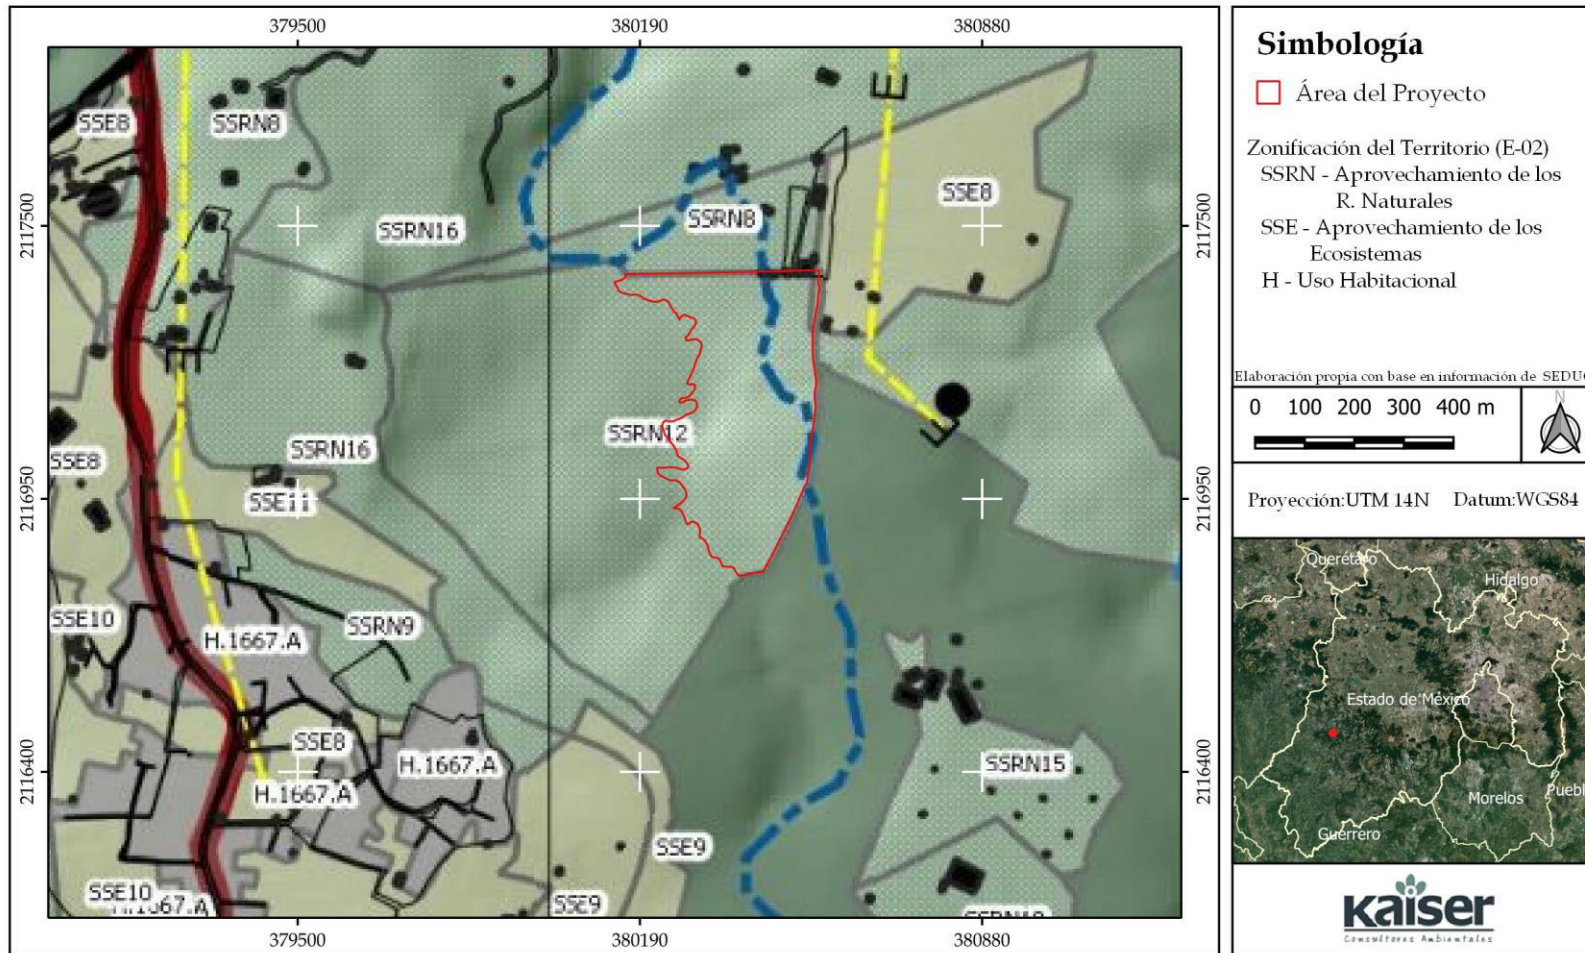 379500
380190
380880
2117500
2116950
2116400
2117500
2116950
2116400
379500
380190
380880
SSE8
SSRN8
SSRN16
SSRN8
SSE8
SSRN16
SSRN12
SSE8
SSE11
SSE10
H.1667.A
SSRN9
SSE8
H.1667.A
H.1667.A
SSRN15
SSE9
SSE10
SSE9
E
E
Simbología
Área del Proyecto
Zonificación del Territorio (E-02)
SSRN - Aprovechamiento de los
R. Naturales
SSE - Aprovechamiento de los
Ecosistemas
H - Uso Habitacional
Elaboración propia con base en información de SEDU
0 100 200 300 400 m
N
Proyección:UTM 14N Datum:WGS84
Querétaro
Hidalgo
Estado de México
Morelos
Puebl
Guerrero
Kaiser
Consultores Ambientales